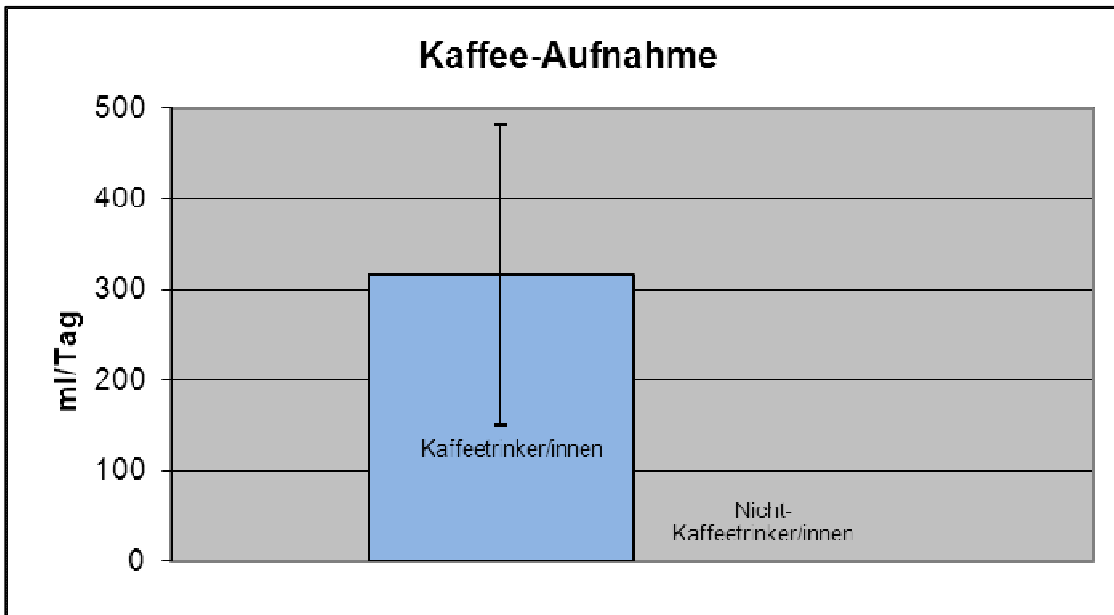 Kaffee-Aufnahme
500
400
300
200
100
0
ml/Tag
Kaffeetrinker/innen
Nicht-
Kaffeetrinker/innen